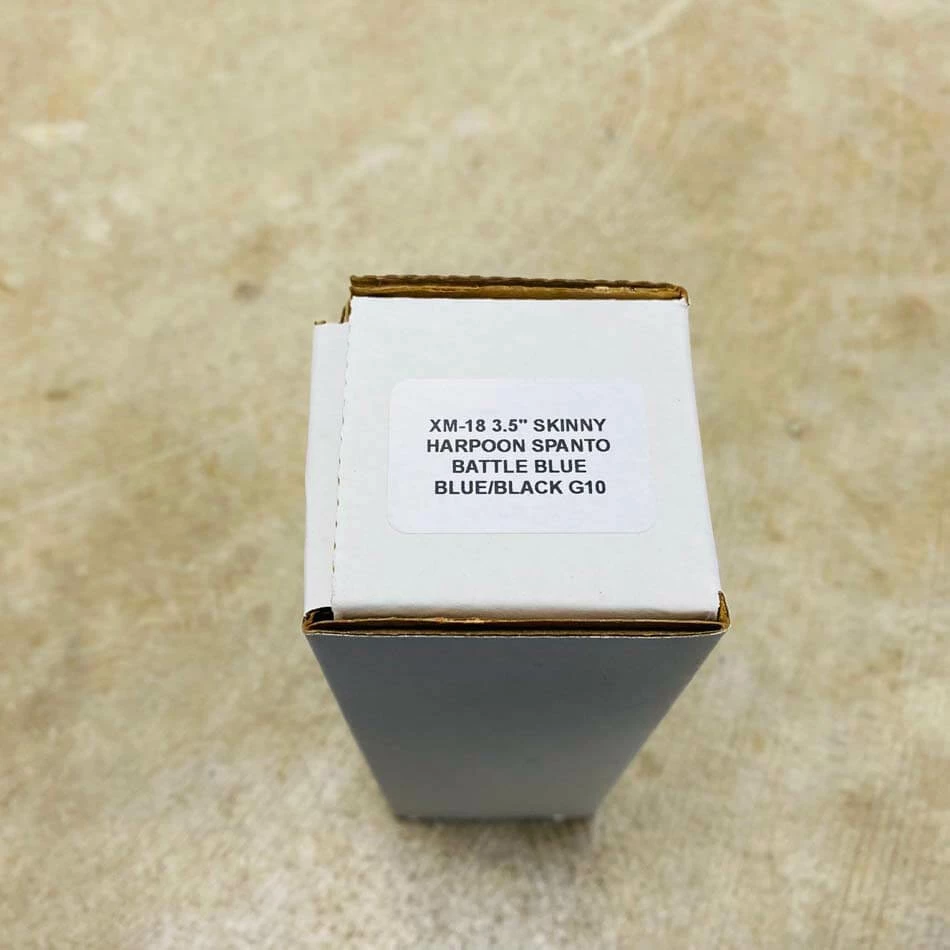 XM-18 3.5" SKINNY
HARPOON SPANTO
BATTLE BLUE
BLUE/BLACK G10